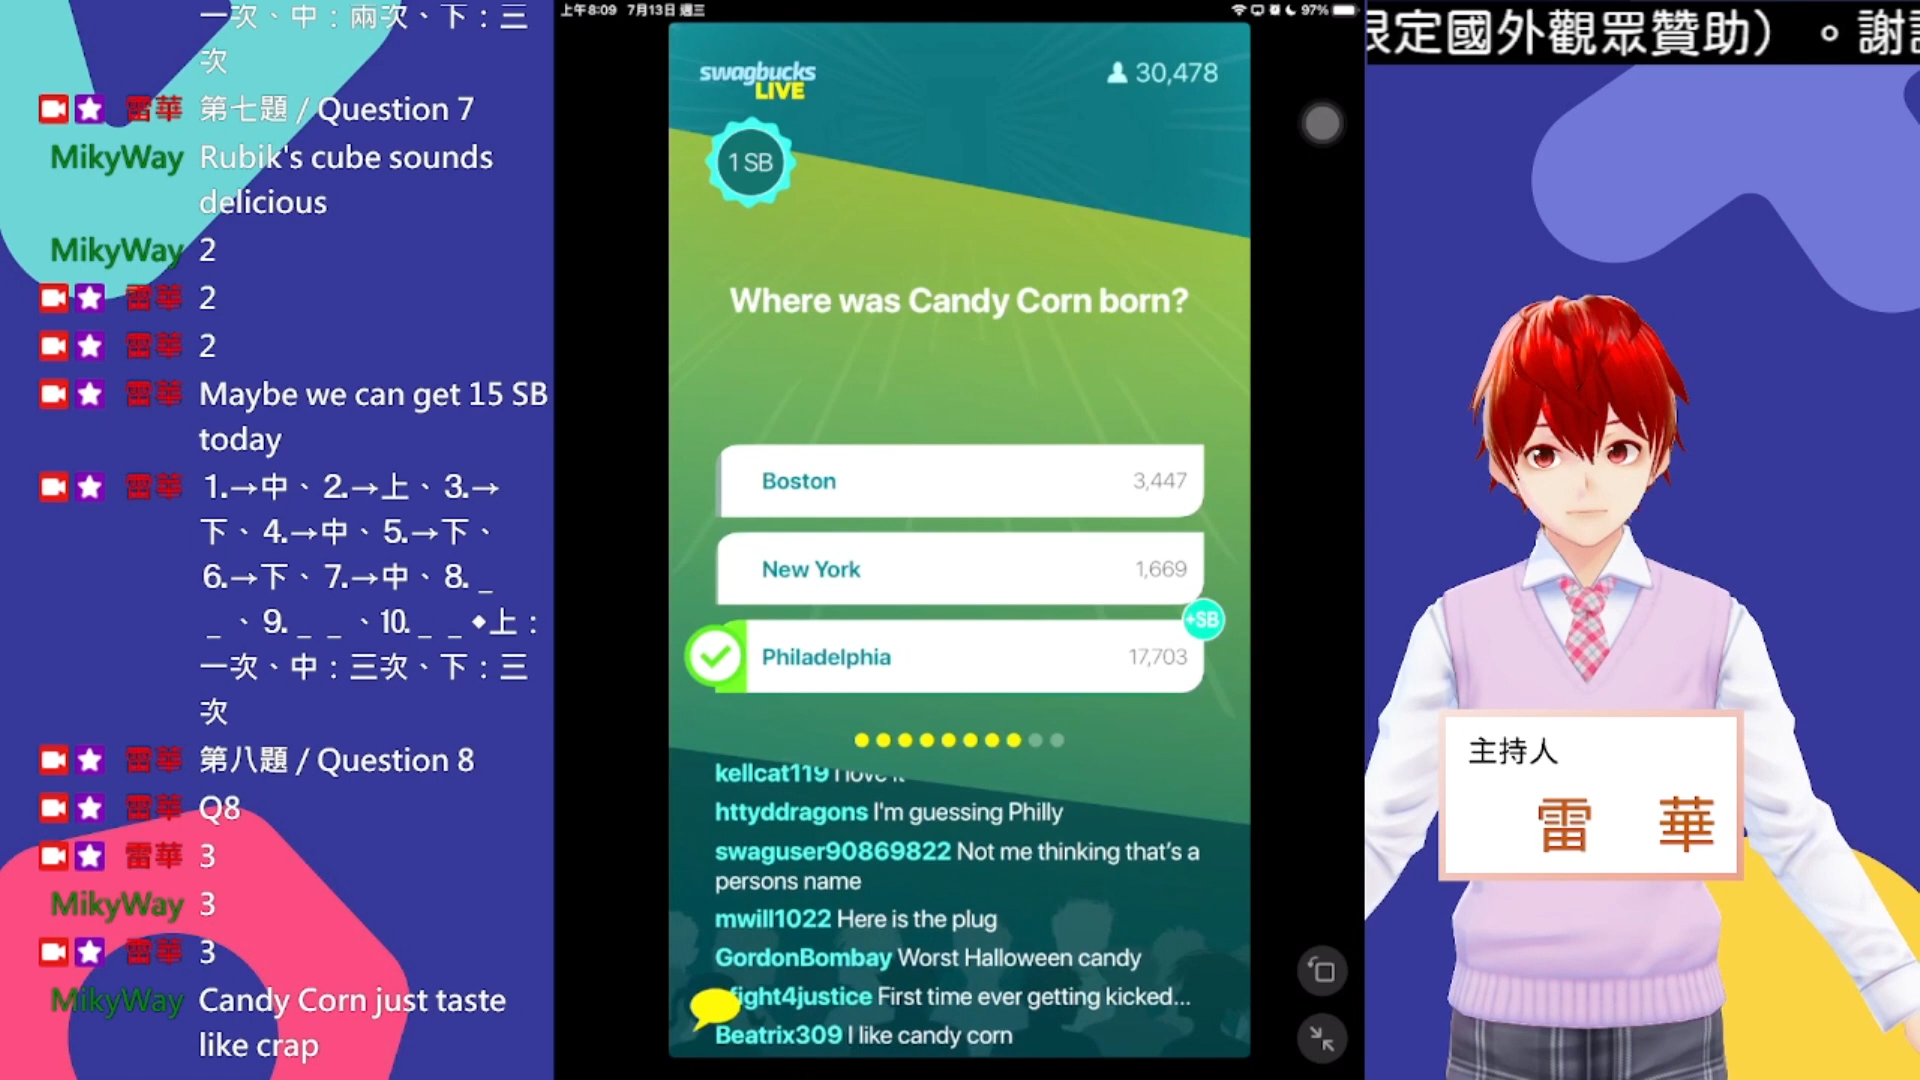 一次、中：兩次、下：三
次
雷華 第七題 / Question 7
MikyWay Rubik's cube sounds
delicious
MikyWay 2
雷華 2
雷華 2
雷華 Maybe we can get 15 SB
today
雷華 1.→中、2.→上、3.→
下、4.→中、5.→下、
6.→下、7.→中、8. _
_ 、9. _ _ 、10. _ _ ◆上：
一次、中：三次、下：三
次
雷華 第八題 / Question 8
雷華 Q8
雷華 3
MikyWay 3
雷華 3
MikyWay Candy Corn just taste
like crap
上午8:09 7月13日 週三
97%
swagbucks
LIVE
30,478
1 SB
Where was Candy Corn born?
Boston 3,447
New York 1,669
+SB
Philadelphia 17,703
kellcat119 I love it
httyddragons I'm guessing Philly
swaguser90869822 Not me thinking that's a
persons name
mwill1022 Here is the plug
GordonBombay Worst Halloween candy
fight4justice First time ever getting kicked...
Beatrix309 I like candy corn
限定國外觀眾贊助）。謝
主持人
雷 華